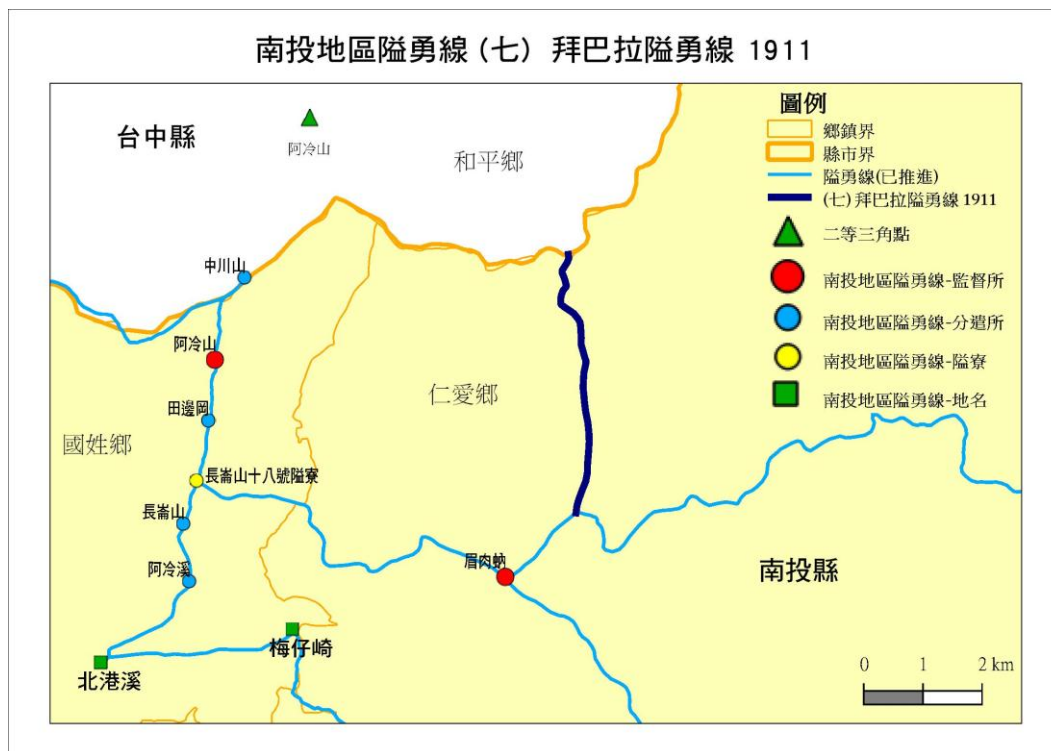 南投地區隘勇線 (七) 拜巴拉隘勇線 1911
台中縣
阿冷山
和平鄉
圖例
鄉鎮界
縣市界
隘勇線(已推進)
(七) 拜巴拉隘勇線 1911
二等三角點
南投地區隘勇線-監督所
南投地區隘勇線-分遣所
南投地區隘勇線-隘寮
南投地區隘勇線-地名
中川山
阿冷山
田邊岡
國姓鄉
仁愛鄉
長崙山十八號隘寮
長崙山
阿冷溪
眉肉蚋
南投縣
梅仔崎
北港溪
0 1 2 km